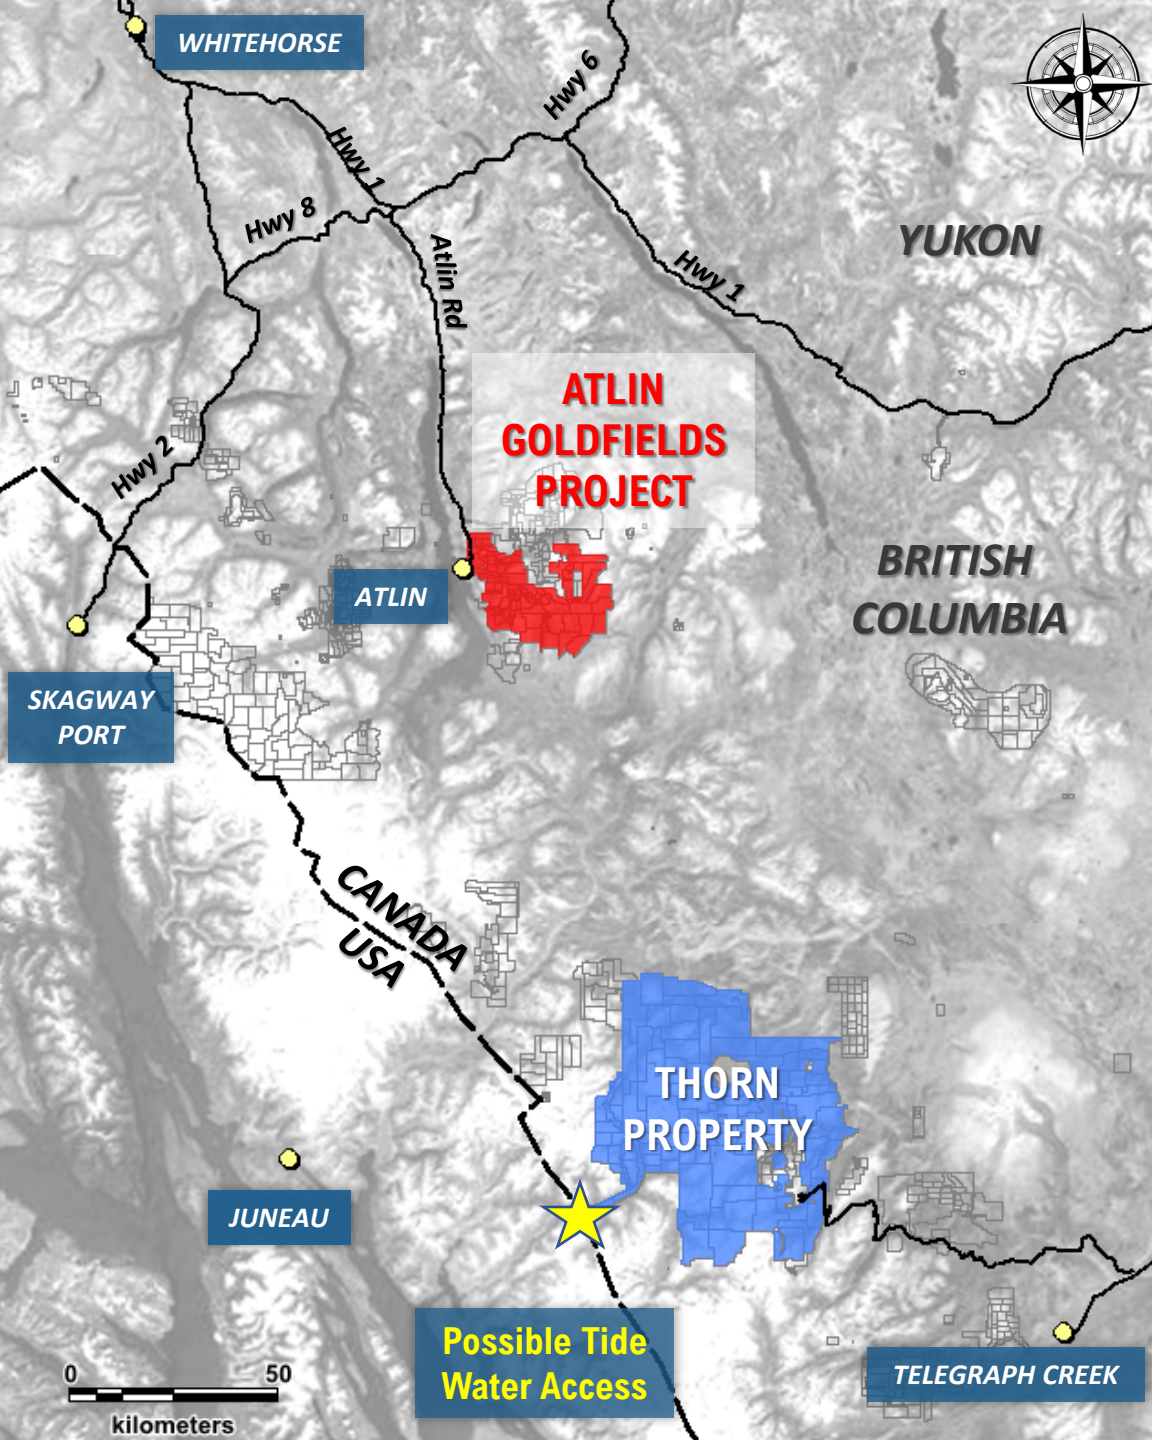 WHITEHORSE
Hwy 6
Hwy 1
Hwy 8
Atlin Rd
YUKON
Hwy 1
ATLIN
GOLDFIELDS
PROJECT
Hwy 2
BRITISH
COLUMBIA
ATLIN
SKAGWAY
PORT
CANADA
USA
THORN
PROPERTY
JUNEAU
Possible Tide
Water Access
TELEGRAPH CREEK
0 50
kilometers